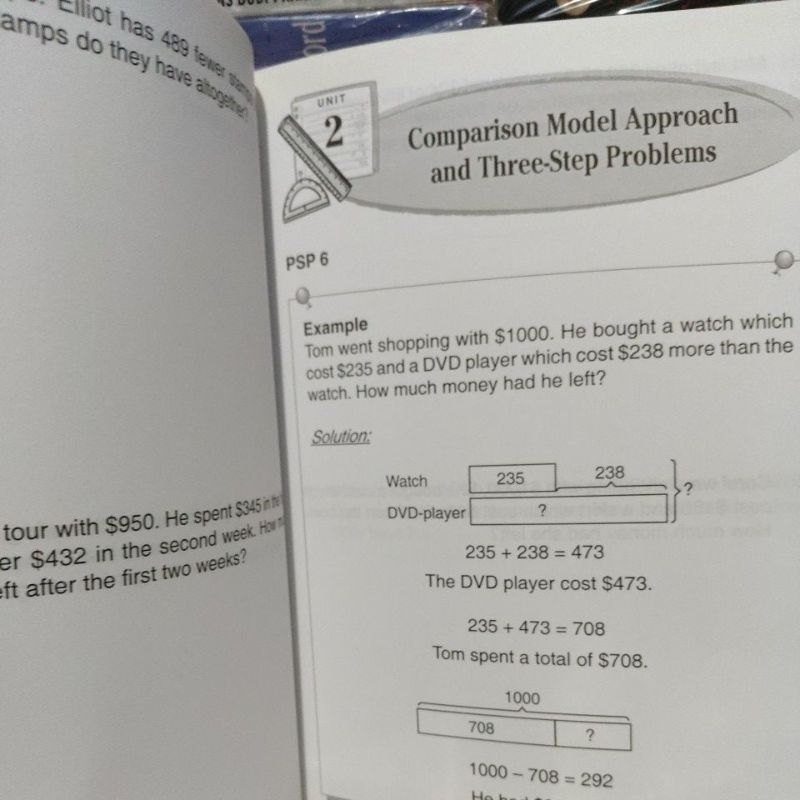 Elliot has 489 fewer stamps
amps do they have altogether?
tour with $950. He spent $345 in the
er $432 in the second week. How
eft after the first two weeks?
UNIT
2
Comparison Model Approach
and Three-Step Problems
PSP 6
Example
Tom went shopping with $1000. He bought a watch which
cost $235 and a DVD player which cost $238 more than the
watch. How much money had he left?
Solution:
Watch 235 238
?
DVD-player ?
235 + 238 = 473
The DVD player cost $473.
235 + 473 = 708
Tom spent a total of $708.
1000
708 ?
1000 – 708 = 292
He had